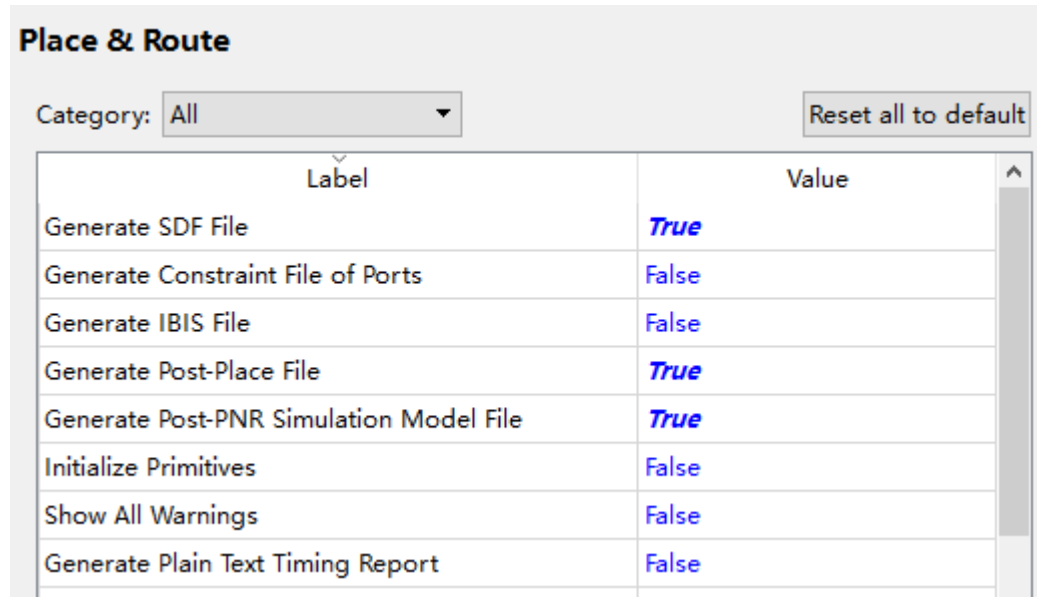 Place & Route
Category: All Reset all to default
Label Value
Generate SDF File True
Generate Constraint File of Ports False
Generate IBIS File False
Generate Post-Place File True
Generate Post-PNR Simulation Model File True
Initialize Primitives False
Show All Warnings False
Generate Plain Text Timing Report False